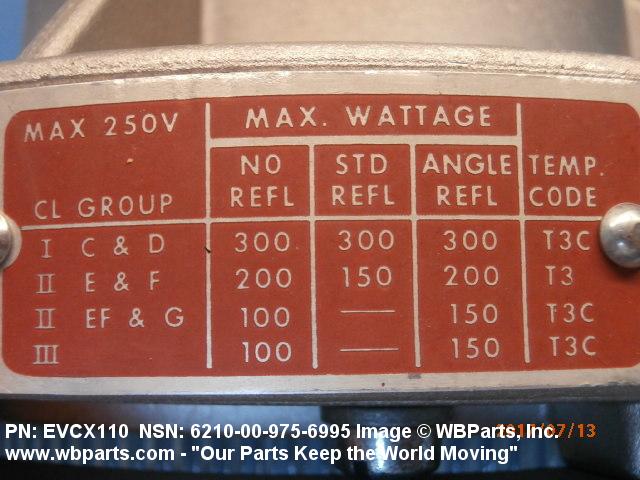 MAX 250V
MAX. WATTAGE
CL GROUP
NO REFL
STD REFL
ANGLE REFL
TEMP. CODE
I C & D 300 300 300 T3C
II E & F 200 150 200 T3
II EF & G 100 — 150 T3C
III 100 — 150 T3C
PN: EVCX110 NSN: 6210-00-975-6995 Image © WBParts, Inc.
www.wbparts.com - "Our Parts Keep the World Moving"